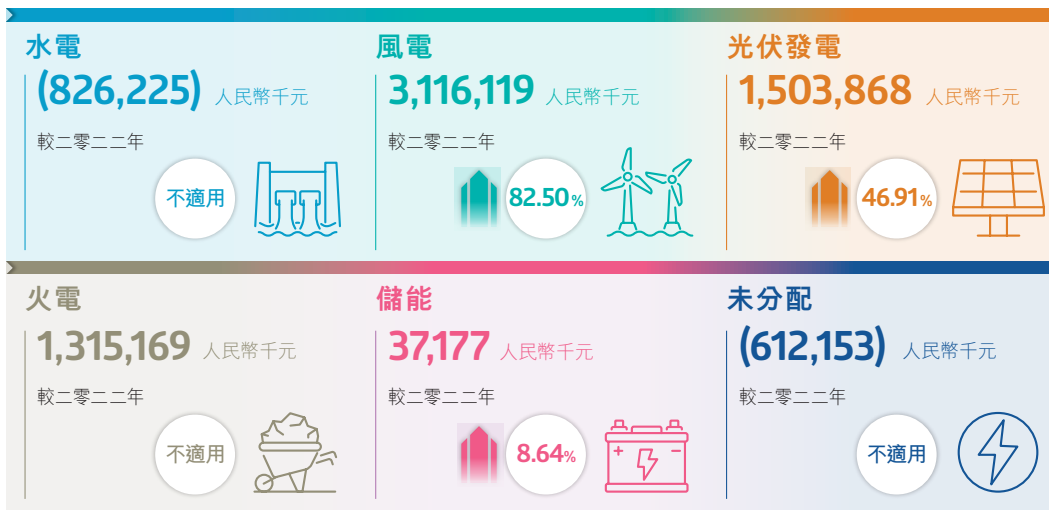 水電
(826,225) 人民幣千元
較二零二二年
不適用
風電
3,116,119 人民幣千元
較二零二二年
82.50%
光伏發電
1,503,868 人民幣千元
較二零二二年
46.91%
火電
1,315,169 人民幣千元
較二零二二年
不適用
儲能
37,177 人民幣千元
較二零二二年
8.64%
未分配
(612,153) 人民幣千元
較二零二二年
不適用